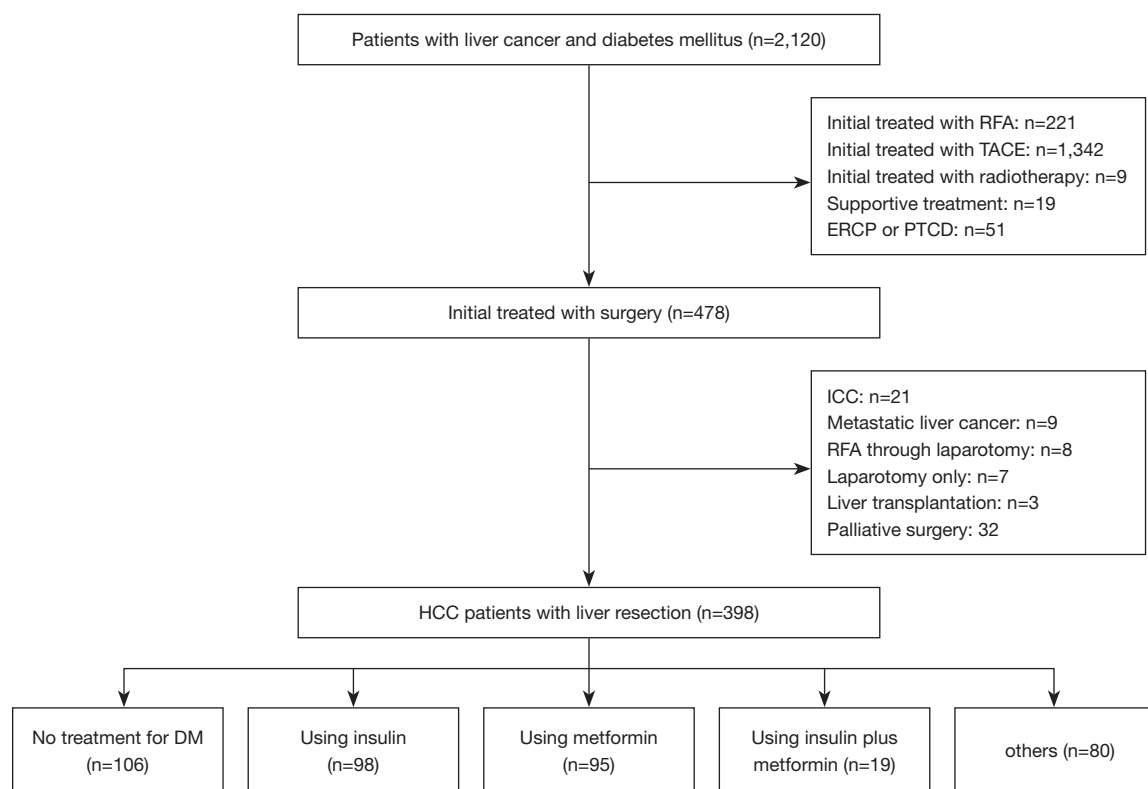 Patients with liver cancer and diabetes mellitus (n=2,120)
Initial treated with RFA: n=221
Initial treated with TACE: n=1,342
Initial treated with radiotherapy: n=9
Supportive treatment: n=19
ERCP or PTCD: n=51
Initial treated with surgery (n=478)
ICC: n=21
Metastatic liver cancer: n=9
RFA through laparotomy: n=8
Laparotomy only: n=7
Liver transplantation: n=3
Palliative surgery: 32
HCC patients with liver resection (n=398)
No treatment for DM
(n=106)
Using insulin
(n=98)
Using metformin
(n=95)
Using insulin plus
metformin (n=19)
others (n=80)